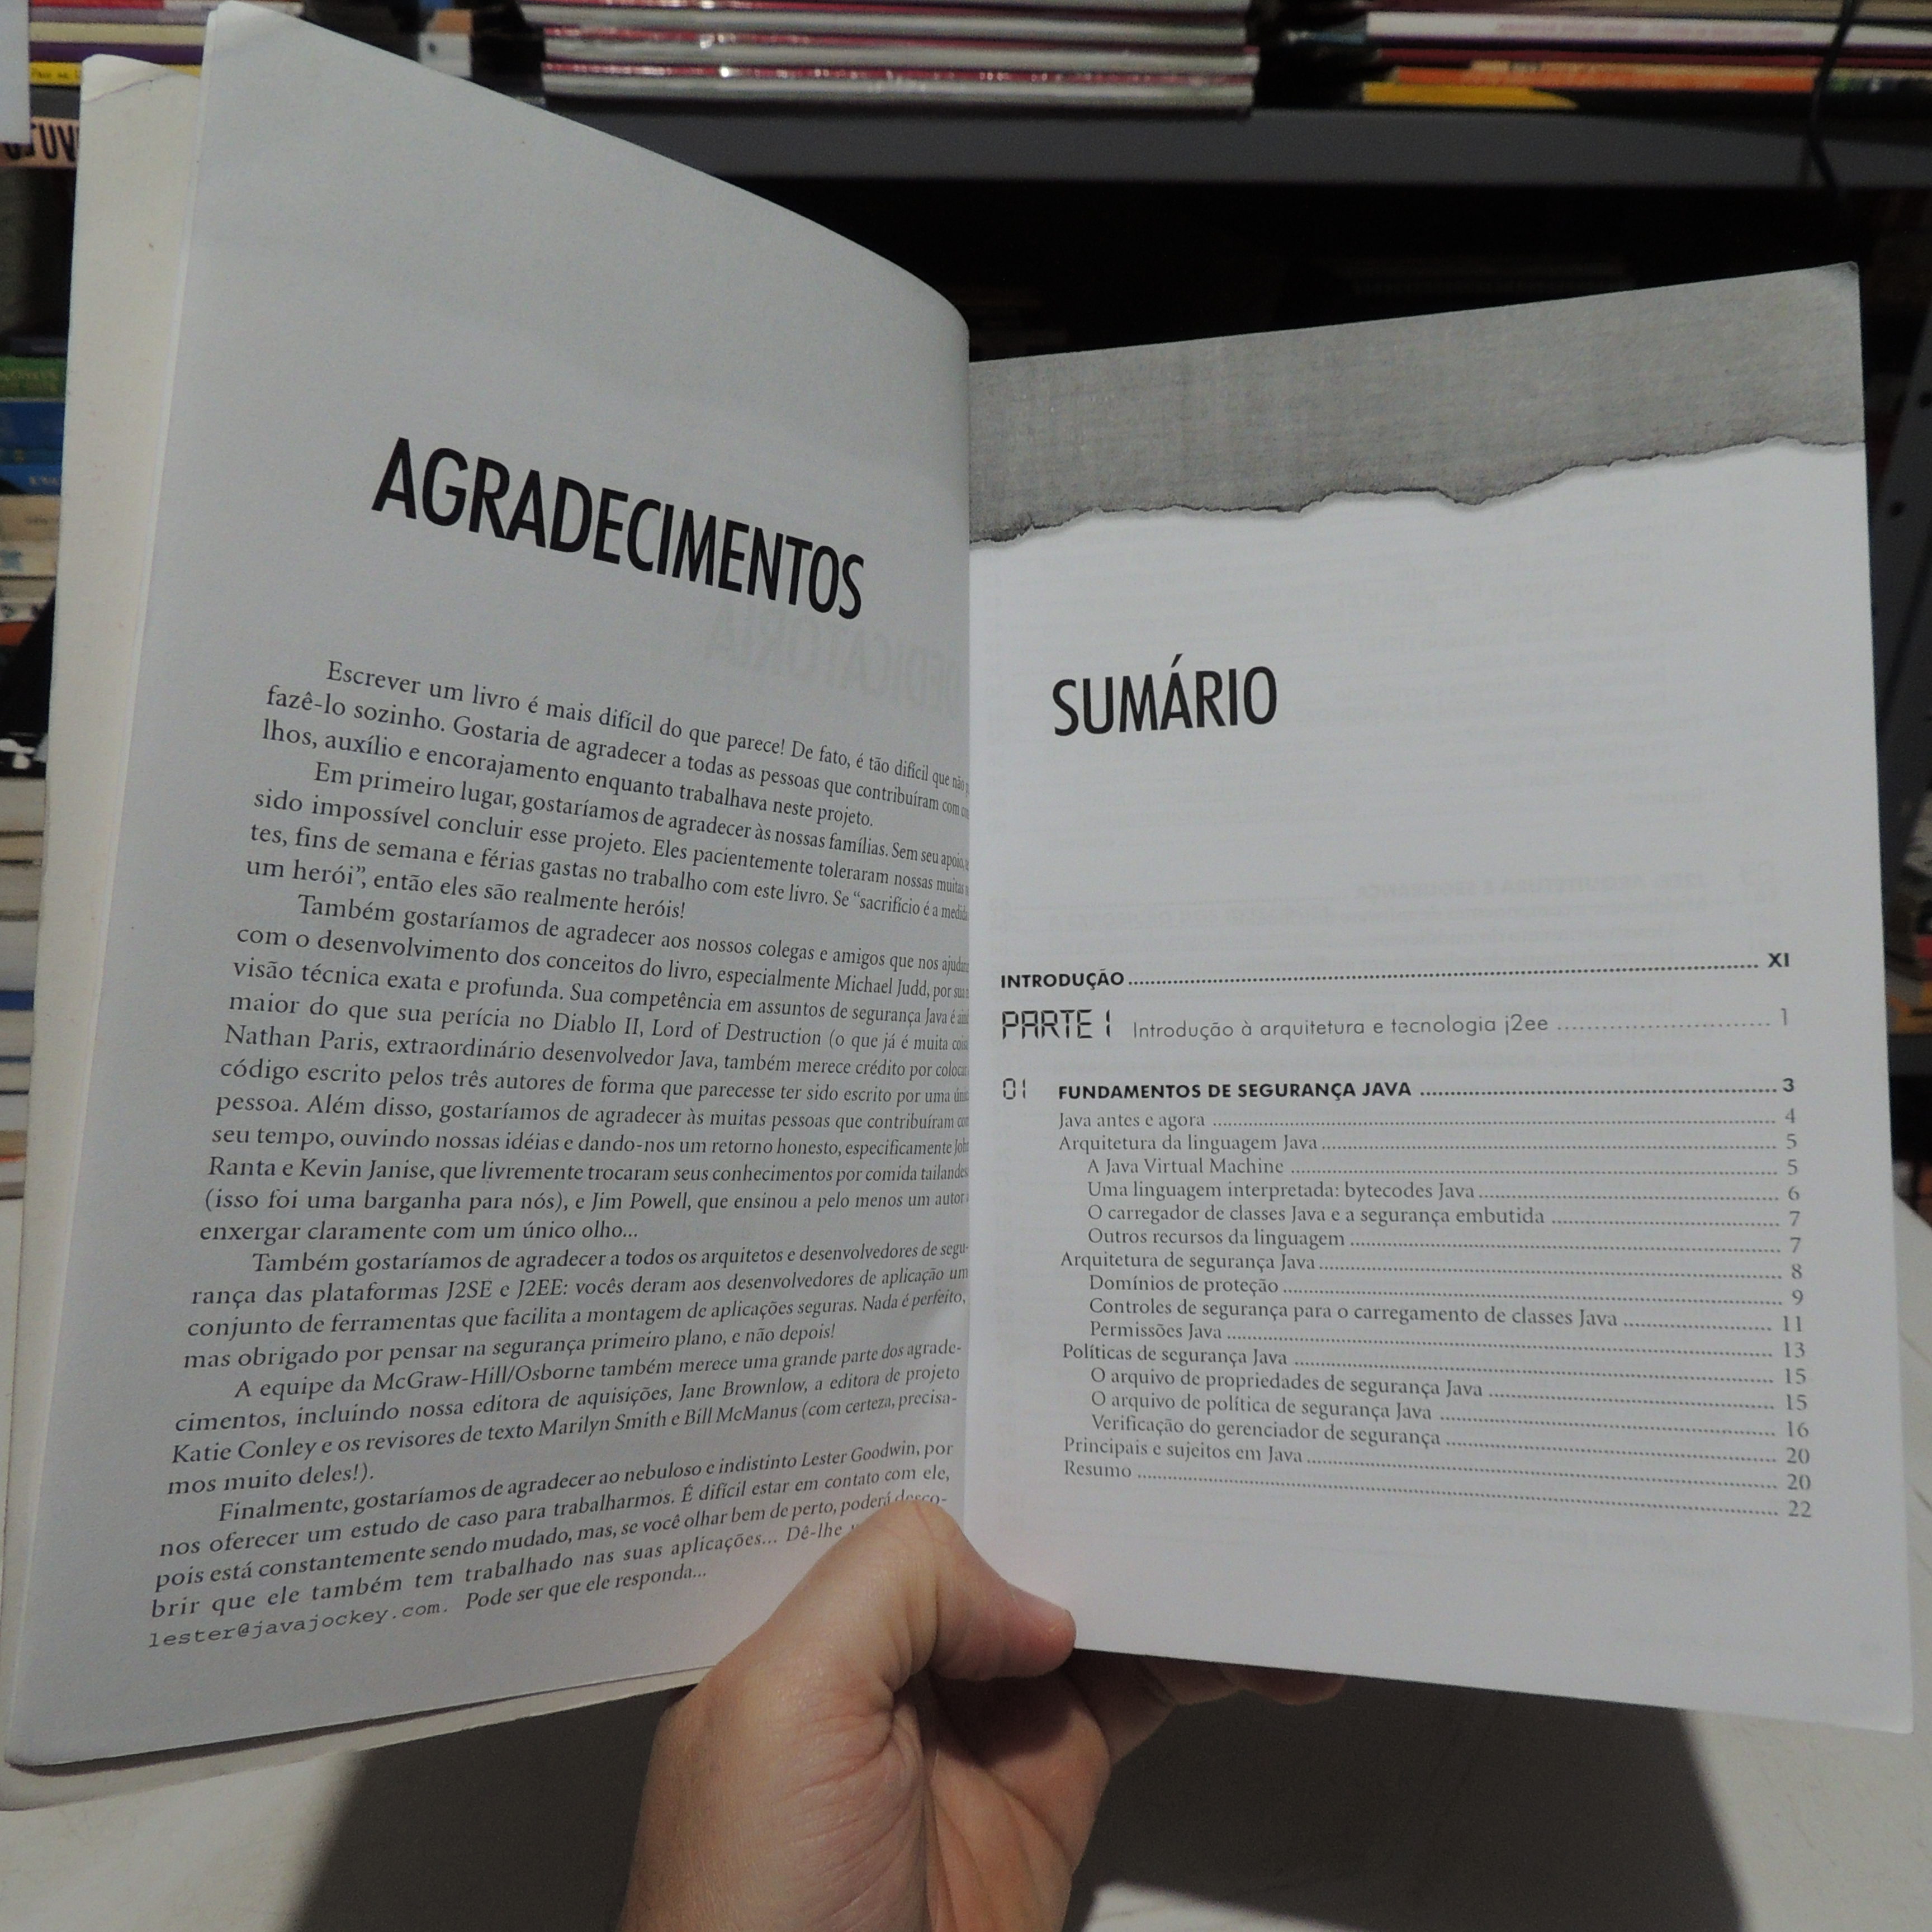 AGRADECIMENTOS
Escrever um livro é mais difícil do que parece! De fato, é tão difícil que não
fazê-lo sozinho. Gostaria de agradecer a todas as pessoas que contribuíram com
lhos, auxílio e encorajamento enquanto trabalhava neste projeto.
Em primeiro lugar, gostaríamos de agradecer às nossas famílias. Sem seu apoio,
sido impossível concluir esse projeto. Eles pacientemente toleraram nossas muitas
tes, fins de semana e férias gastas no trabalho com este livro. Se “sacrifício é a medida
um herói”, então eles são realmente heróis!
Também gostaríamos de agradecer aos nossos colegas e amigos que nos
com o desenvolvimento dos conceitos do livro, especialmente Michael Judd, por sua
visão técnica exata e profunda. Sua competência em assuntos de segurança Java é
maior do que sua perícia no Diablo II, Lord of Destruction (o que já é muita
Nathan Paris, extraordinário desenvolvedor Java, também merece crédito por
código escrito pelos três autores de forma que parecesse ter sido escrito por uma
pessoa. Além disso, gostaríamos de agradecer às muitas pessoas que contribuíram
seu tempo, ouvindo nossas idéias e dando-nos um retorno honesto, especificamente
Ranta e Kevin Janise, que livremente trocaram seus conhecimentos por comida
(isso foi uma barganha para nós), e Jim Powell, que ensinou a pelo menos um autor
enxergar claramente com um único olho...
Também gostaríamos de agradecer a todos os arquitetos e desenvolvedores de segu-
rança das plataformas J2SE e J2EE: vocês deram aos desenvolvedores de aplicação um
conjunto de ferramentas que facilita a montagem de aplicações seguras. Nada é perfeito,
mas obrigado por pensar na segurança primeiro plano, e não depois!
A equipe da McGraw-Hill/Osborne também merece uma grande parte dos agrade-
cimentos, incluindo nossa editora de aquisições, Jane Brownlow, a editora de projeto
Katie Conley e os revisores de texto Marilyn Smith e Bill McManus (com certeza, precisa-
mos muito deles!).
Finalmente, gostaríamos de agradecer ao nebuloso e indistinto Lester Goodwin, por
nos oferecer um estudo de caso para trabalharmos. É difícil estar em contato com ele,
pois está constantemente sendo mudado, mas, se você olhar bem de perto, poderá desco-
brir que ele também tem trabalhado nas suas aplicações... Dê-lhe
lester@javajockey.com. Pode ser que ele responda...
SUMÁRIO
INTRODUÇÃO ........ XI
PARTE 1 Introdução à arquitetura e tecnologia j2ee ........ 1
01 FUNDAMENTOS DE SEGURANÇA JAVA ........ 3
Java antes e agora ........ 4
Arquitetura da linguagem Java ........ 5
A Java Virtual Machine ........ 5
Uma linguagem interpretada: bytecodes Java ........ 6
O carregador de classes Java e a segurança embutida ........ 7
Outros recursos da linguagem ........ 7
Arquitetura de segurança Java ........ 8
Domínios de proteção ........ 9
Controles de segurança para o carregamento de classes Java ........ 11
Permissões Java ........ 13
Políticas de segurança Java ........ 15
O arquivo de propriedades de segurança Java ........ 15
O arquivo de política de segurança Java ........ 16
Verificação do gerenciador de segurança ........ 20
Principais e sujeitos em Java ........ 20
Resumo ........ 22